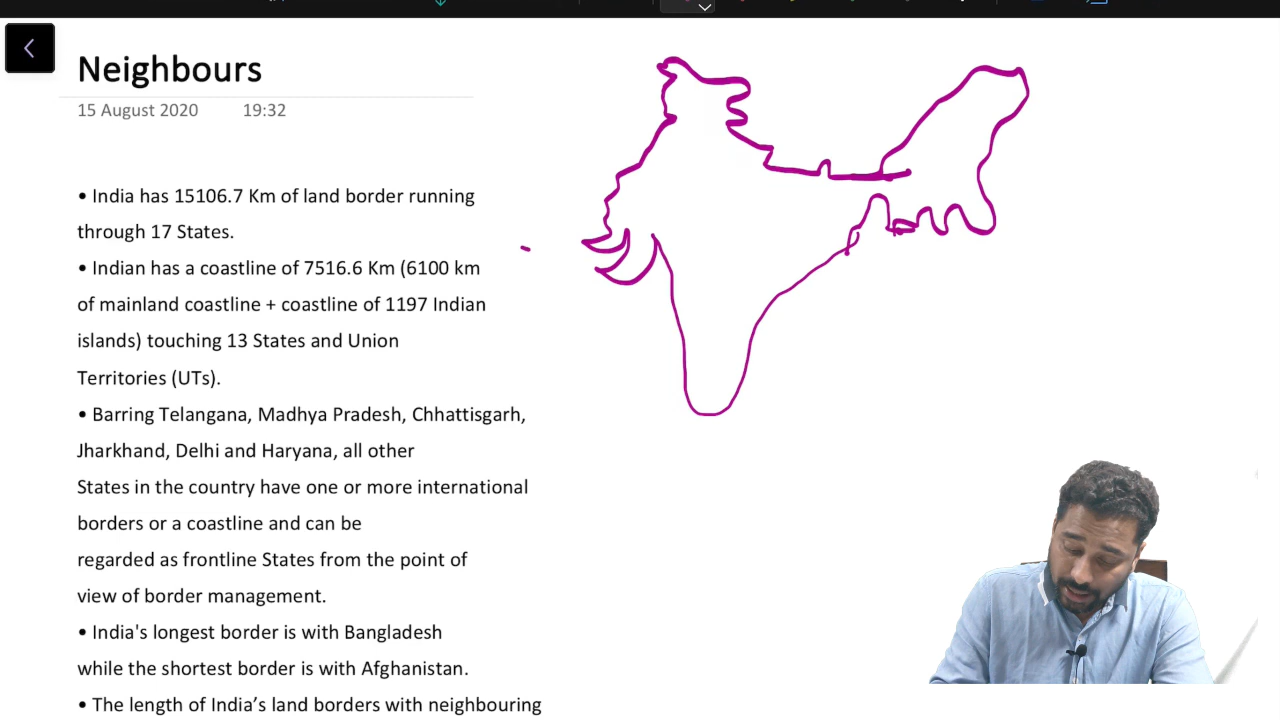 Neighbours
15 August 2020 19:32
• India has 15106.7 Km of land border running
through 17 States.
• Indian has a coastline of 7516.6 Km (6100 km
of mainland coastline + coastline of 1197 Indian
islands) touching 13 States and Union
Territories (UTs).
• Barring Telangana, Madhya Pradesh, Chhattisgarh,
Jharkhand, Delhi and Haryana, all other
States in the country have one or more international
borders or a coastline and can be
regarded as frontline States from the point of
view of border management.
• India's longest border is with Bangladesh
while the shortest border is with Afghanistan.
• The length of India’s land borders with neighbouring